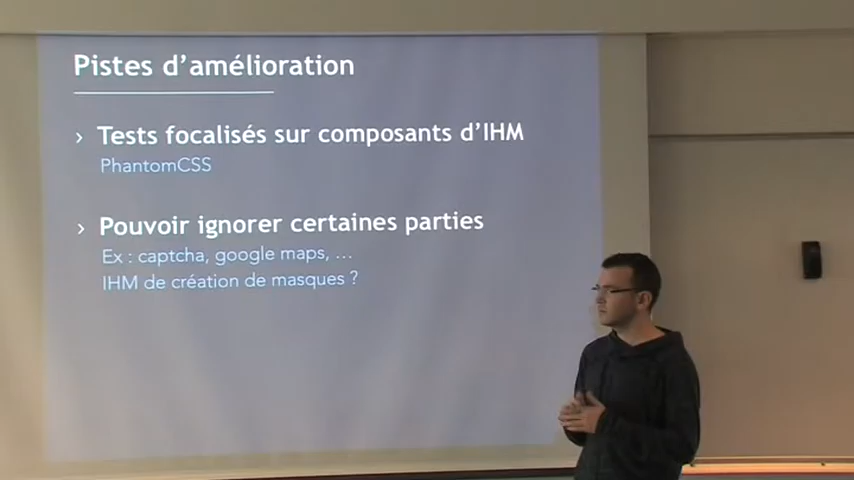 Pistes d’amélioration
› Tests focalisés sur composants d’IHM
PhantomCSS
› Pouvoir ignorer certaines parties
Ex : captcha, google maps, …
IHM de création de masques ?